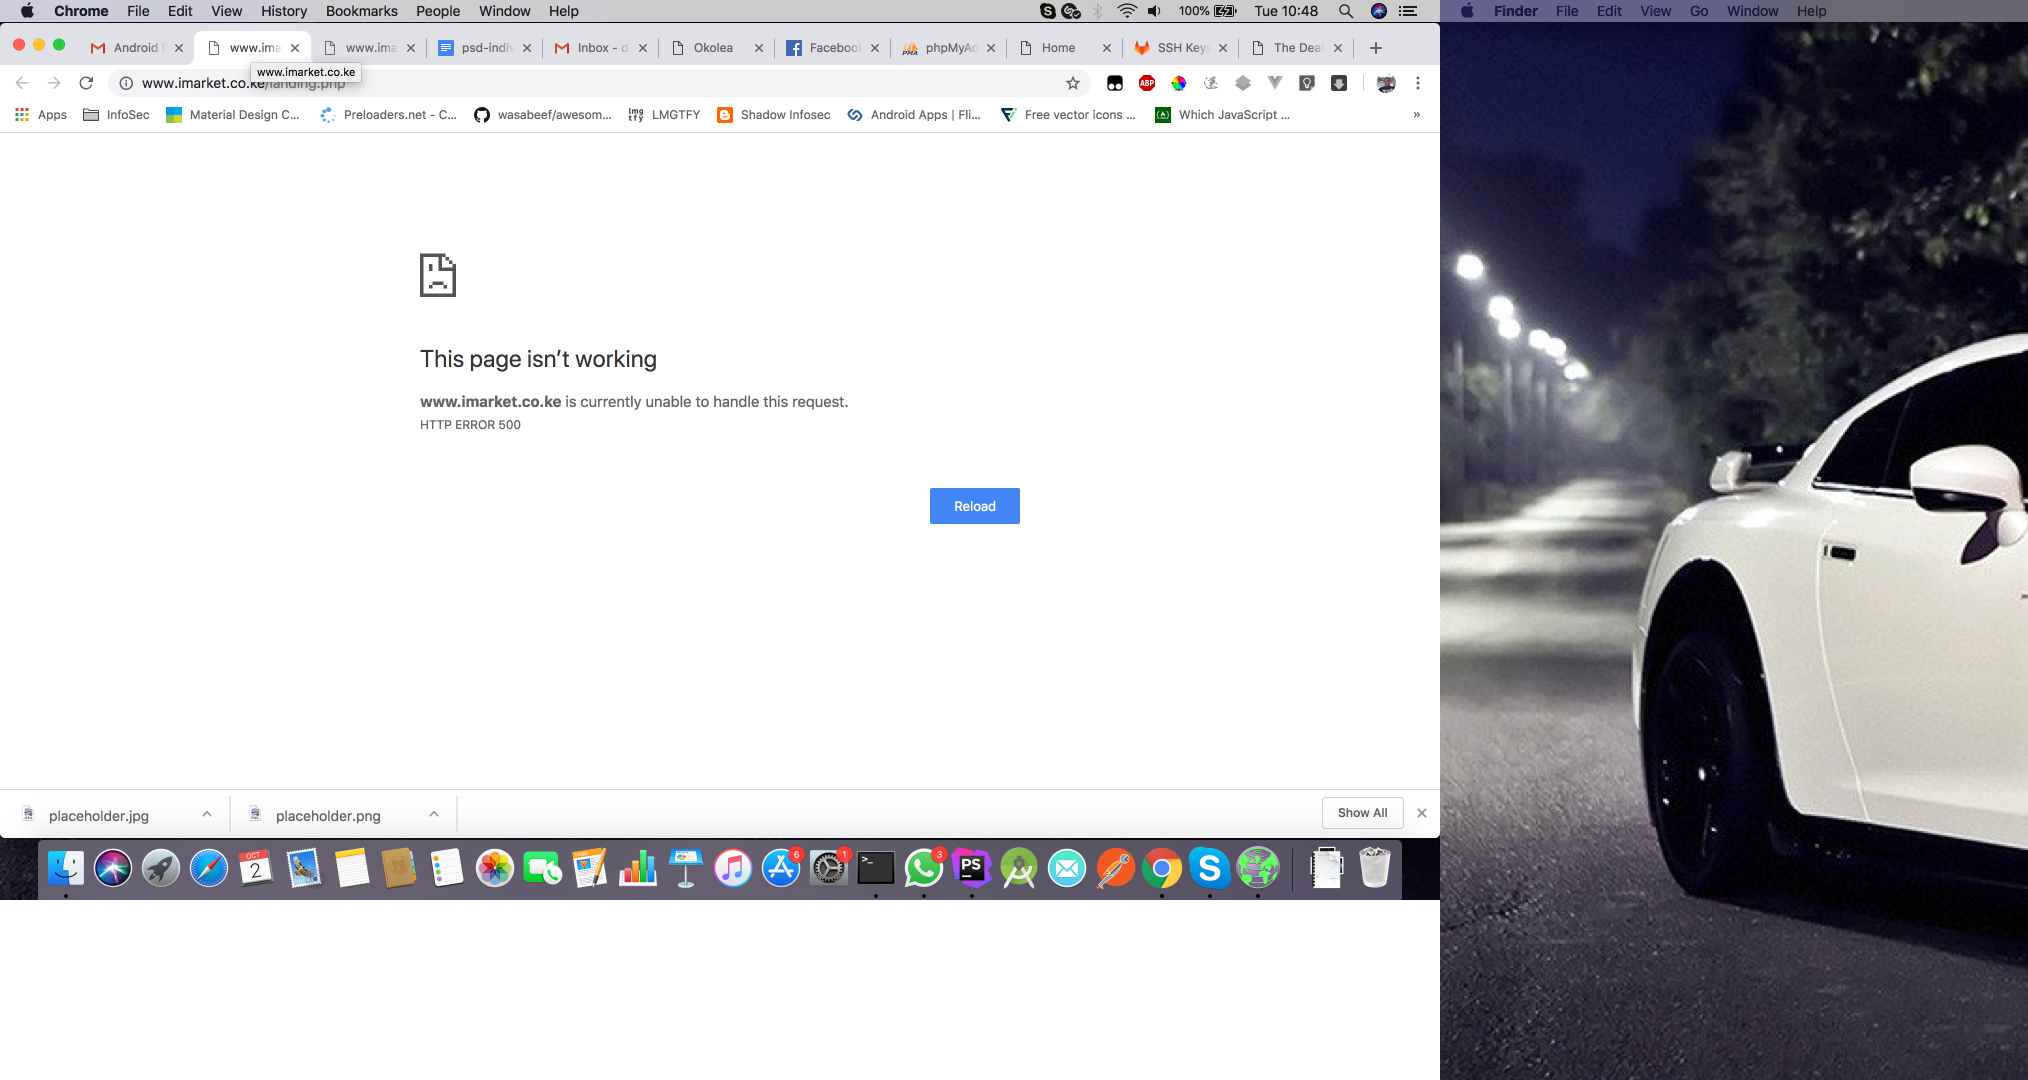 Chrome File Edit View History Bookmarks People Window Help
100% Tue 10:48
Finder File Edit View Go Window Help
Android
www.ima
www.ima
psd-indiv
Inbox - d
Okolea
Facebook
phpMyAd
Home
SSH Keys
The Deal
www.imarket.co.ke
www.imarket.co.ke/landing.php
ABP
Apps
InfoSec
Material Design C...
Preloaders.net - C...
wasabeef/awesom...
LMGTFY
Shadow Infosec
Android Apps | Fli...
Free vector icons ...
Which JavaScript ...
»
This page isn't working
www.imarket.co.ke is currently unable to handle this request.
HTTP ERROR 500
Reload
placeholder.jpg
placeholder.png
Show All
OCT
2
6
1
3
PS